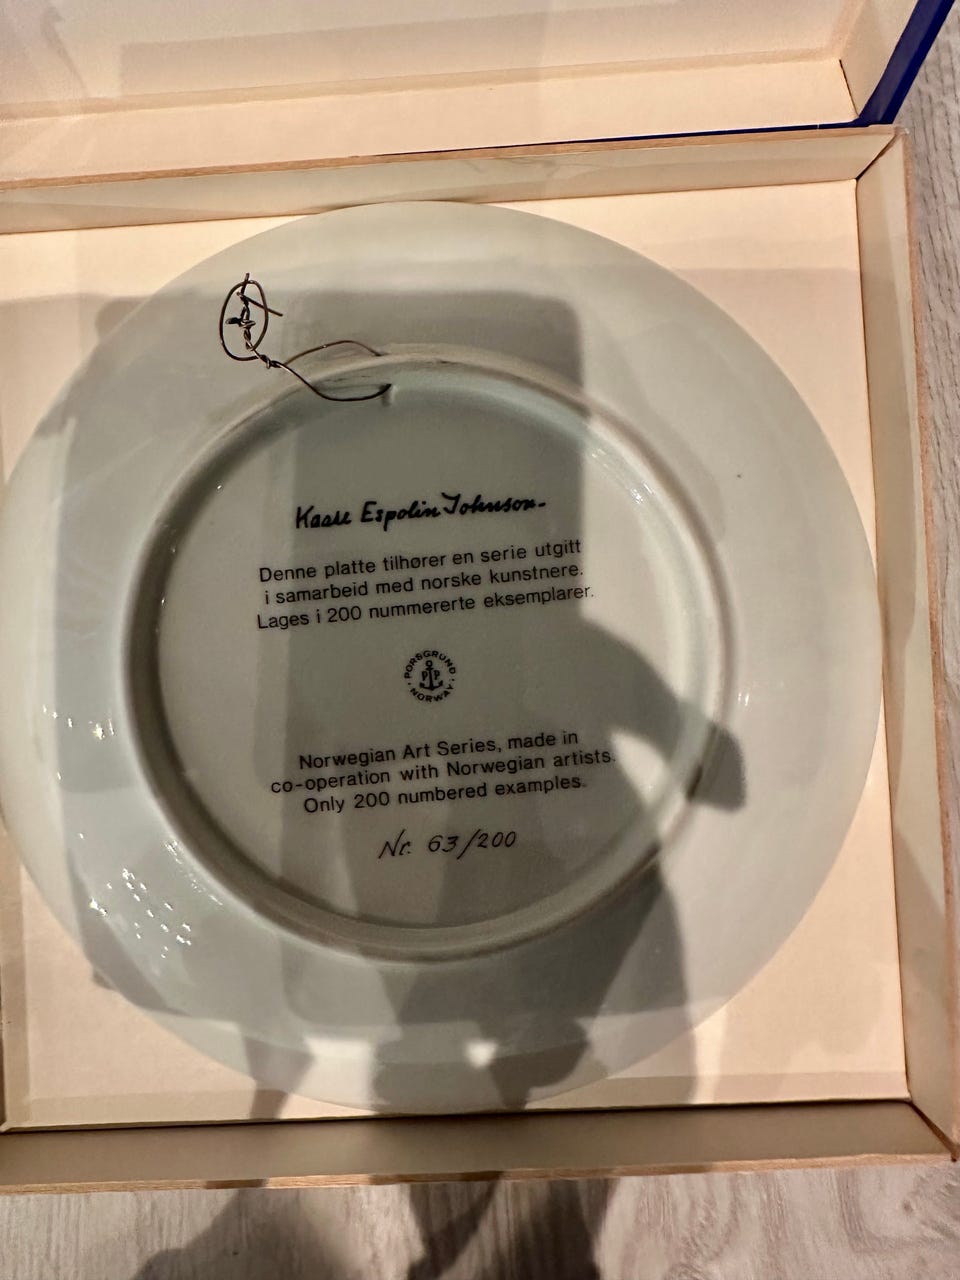 Kaare Espolin Johnson.
Denne platte tilhører en serie utgitt
i samarbeid med norske kunstnere.
Lages i 200 nummererte eksemplarer.
PORSGRUND
PP
NORWAY
Norwegian Art Series, made in
co-operation with Norwegian artists.
Only 200 numbered examples.
Nr. 63/200